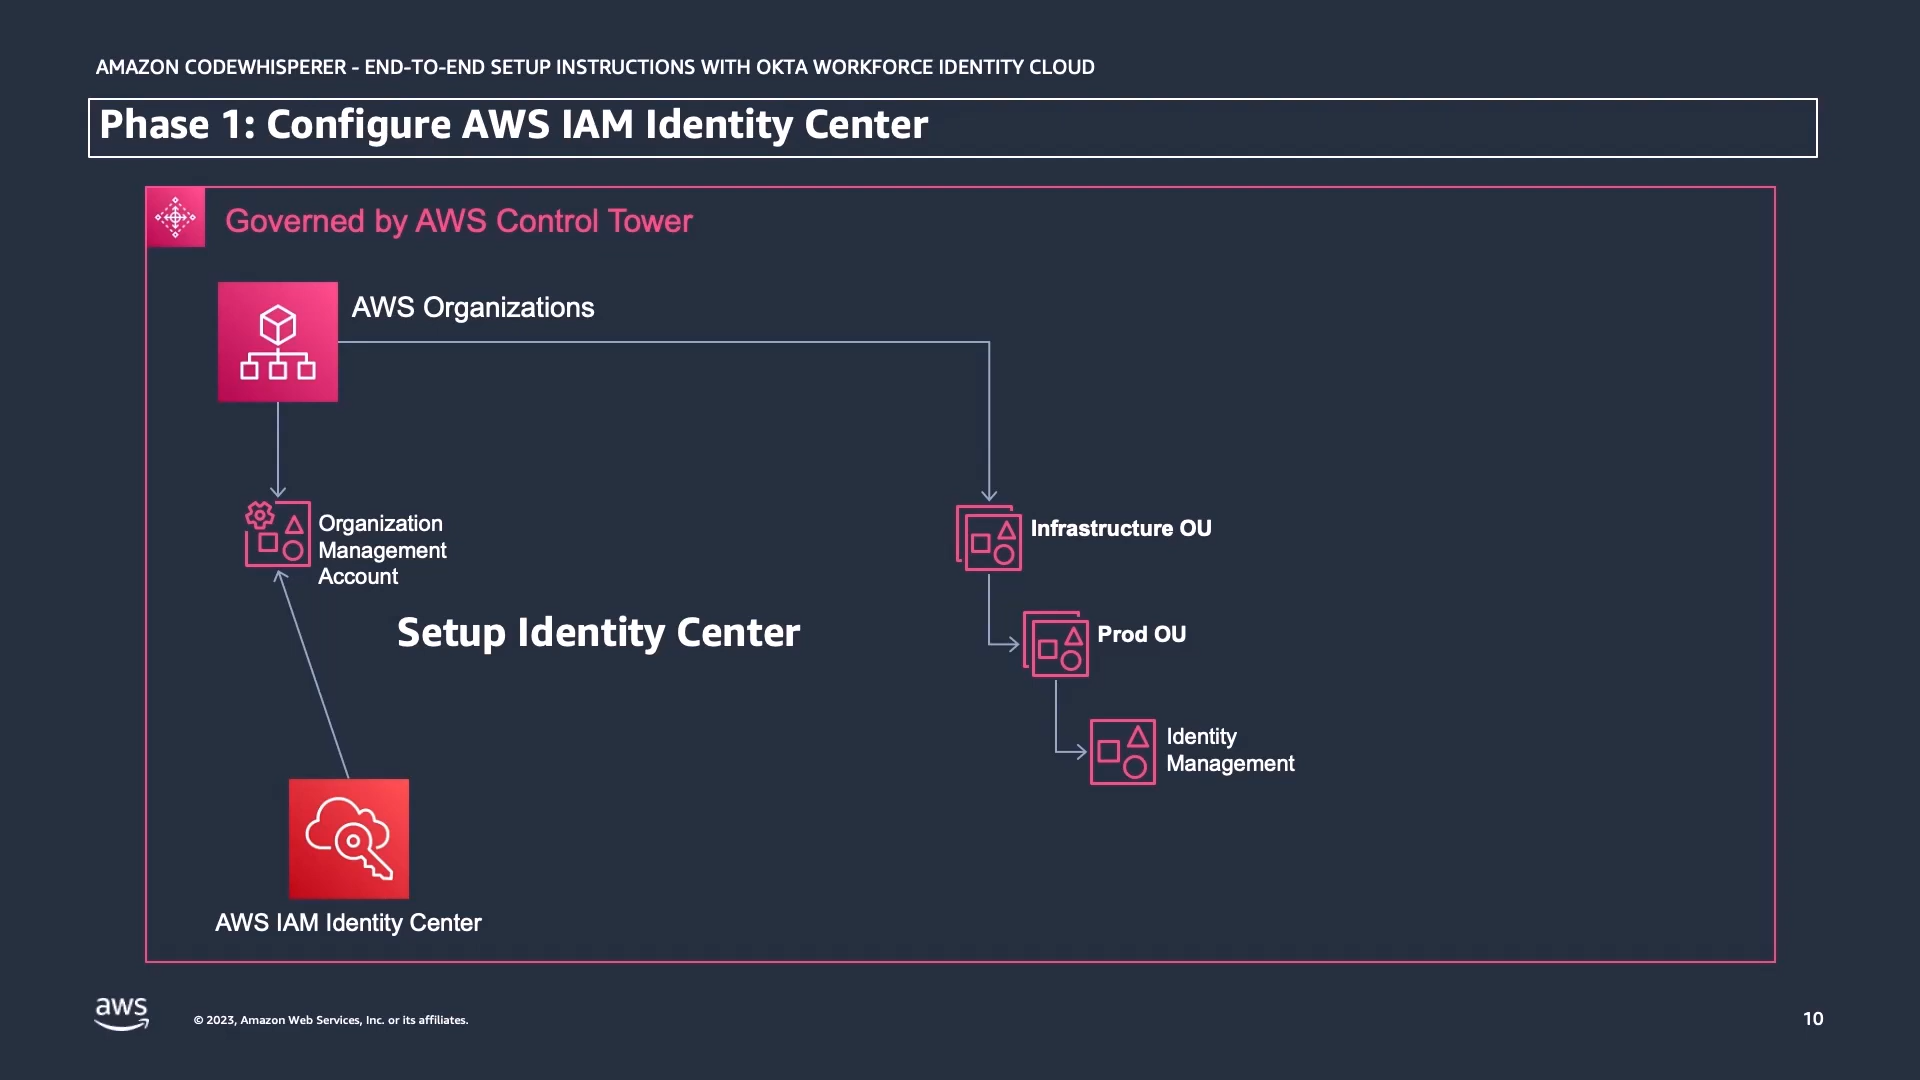 AMAZON CODEWHISPERER - END-TO-END SETUP INSTRUCTIONS WITH OKTA WORKFORCE IDENTITY CLOUD
Phase 1: Configure AWS IAM Identity Center
Governed by AWS Control Tower
AWS Organizations
Organization
Management
Account
Infrastructure OU
Setup Identity Center
Prod OU
Identity
Management
AWS IAM Identity Center
aws
© 2023, Amazon Web Services, Inc. or its affiliates.
10